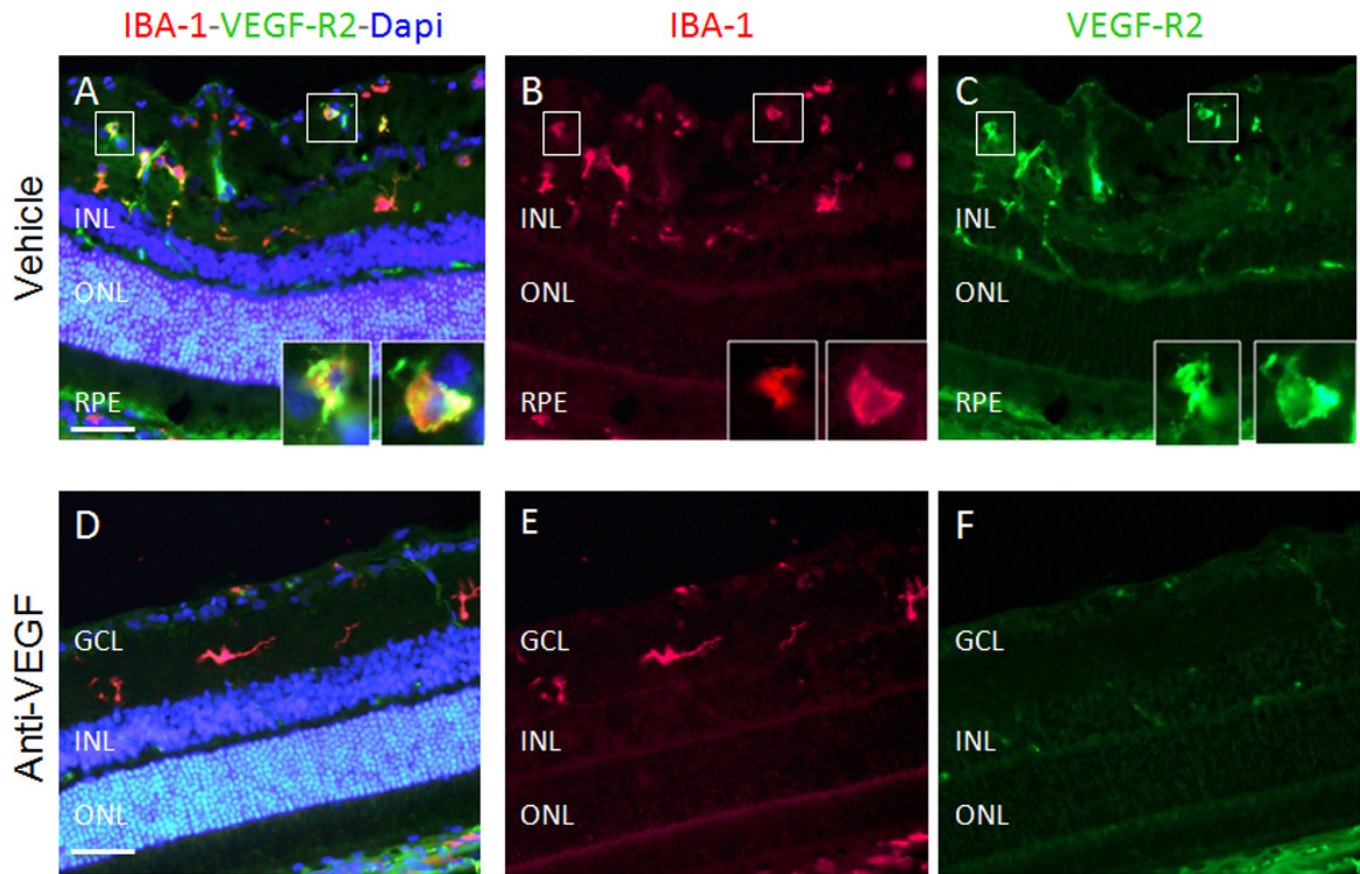 IBA-1-VEGF-R2-Dapi
IBA-1
VEGF-R2
Vehicle
A
INL
ONL
RPE
B
INL
ONL
RPE
C
INL
ONL
RPE
Anti-VEGF
D
GCL
INL
ONL
E
GCL
INL
ONL
F
GCL
INL
ONL